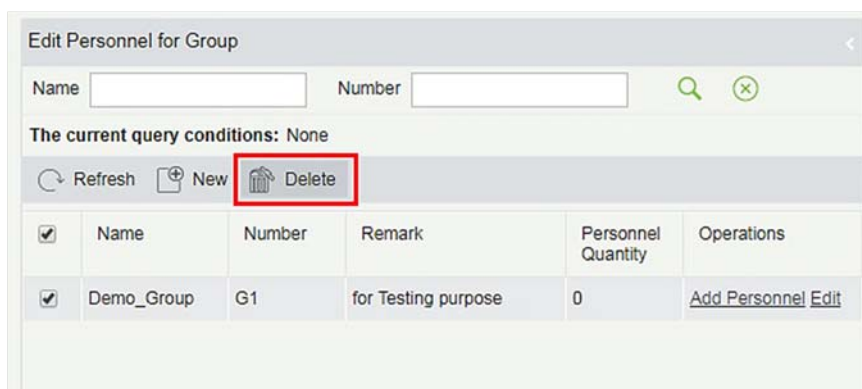 Edit Personnel for Group
Name Number
The current query conditions: None
Refresh New Delete
Name Number Remark Personnel Quantity Operations
Demo_Group G1 for Testing purpose 0 Add Personnel Edit